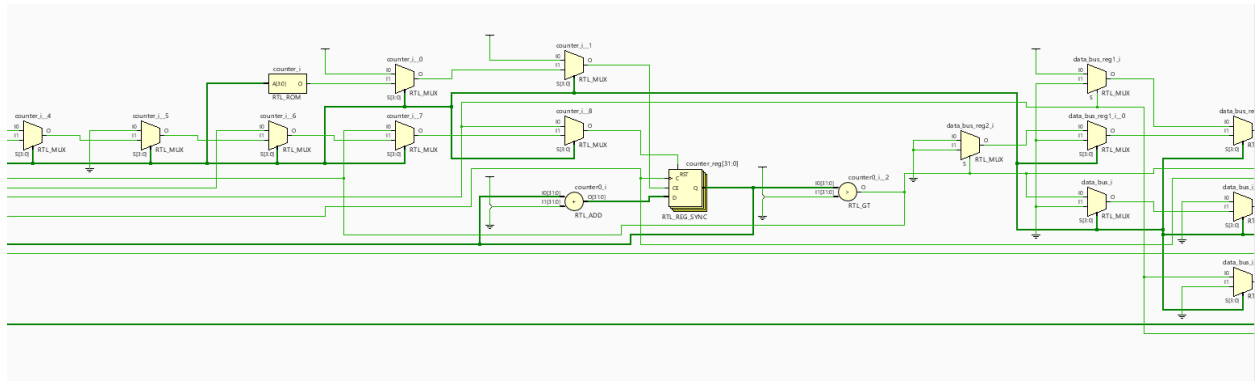 counter_i
A[3:0] O
RTL_ROM
counter_i__0
I0
I1
O
S[3:0]
RTL_MUX
counter_i__1
I0
I1
O
S[3:0]
RTL_MUX
counter_i__4
I0
I1
O
S[3:0]
RTL_MUX
counter_i__5
I0
I1
O
S[3:0]
RTL_MUX
counter_i__6
I0
I1
O
S[3:0]
RTL_MUX
counter_i__7
I0
I1
O
S[3:0]
RTL_MUX
counter_i__8
I0
I1
O
S[3:0]
RTL_MUX
counter0_i
I0[31:0]
I1[31:0]
+
O[31:0]
RTL_ADD
counter_reg[31:0]
RST
C
CE
D
Q
RTL_REG_SYNC
counter0_i__2
I0[31:0]
I1[31:0]
>
O
RTL_GT
data_bus_reg2_i
I0
I1
O
S
RTL_MUX
data_bus_reg1_i
I0
I1
O
S
RTL_MUX
data_bus_reg1_i__0
I0
I1
O
S[3:0]
RTL_MUX
data_bus_i
I0
I1
O
S[3:0]
RTL_MUX
data_bus_re
I0
I1
S[3:0]
RT
data_bus_i
I0
I1
S[3:0]
RT
data_bus_i
I0
I1
S[3:0]
RT